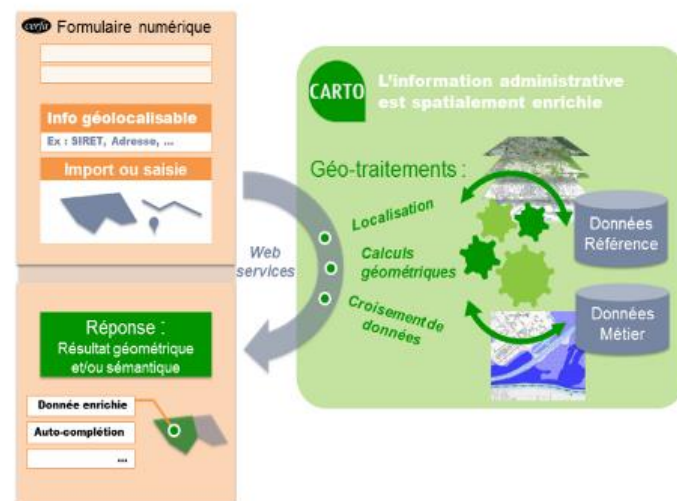 cerfa Formulaire numérique
Info géolocalisable
Ex : SIRET, Adresse, ...
Import ou saisie
Web
services
Réponse :
Résultat géométrique
et/ou sémantique
Donnée enrichie
Auto-complétion
...
CARTO
L'information administrative
est spatialement enrichie
Géo-traitements :
Localisation
Calculs
géométriques
Croisement de
données
Données
Référence
Données
Métier